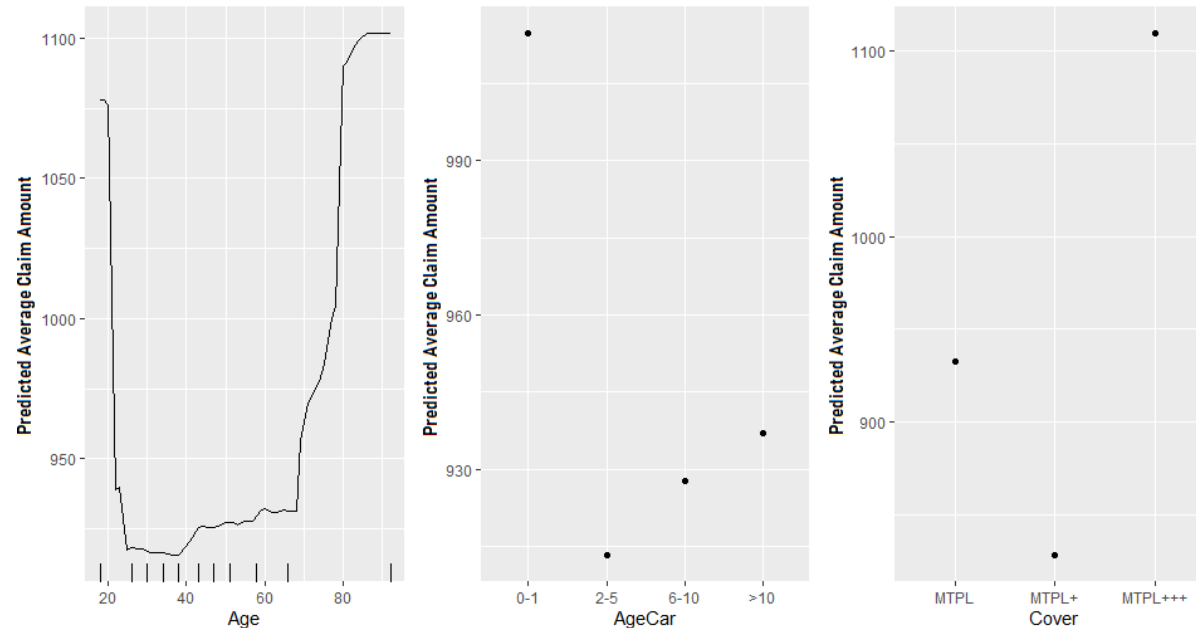 Predicted Average Claim Amount
1100
1050
1000
950
20 40 60 80
Age
Predicted Average Claim Amount
990
960
930
0-1 2-5 6-10 >10
AgeCar
Predicted Average Claim Amount
1100
1000
900
MTPL MTPL+ MTPL+++
Cover